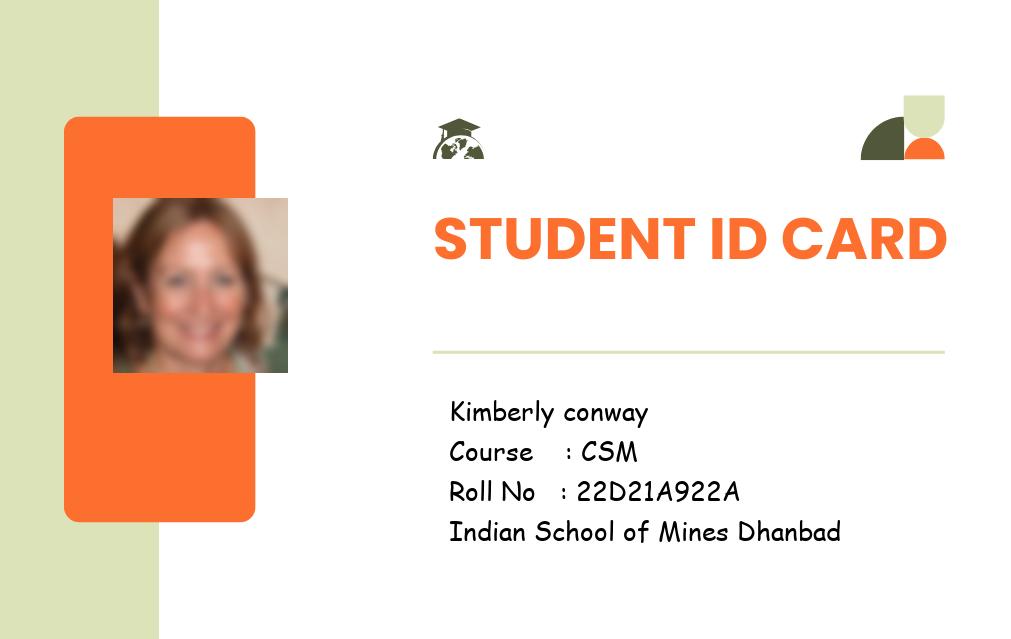 STUDENT ID CARD
Kimberly conway
Course : CSM
Roll No : 22D21A922A
Indian School of Mines Dhanbad